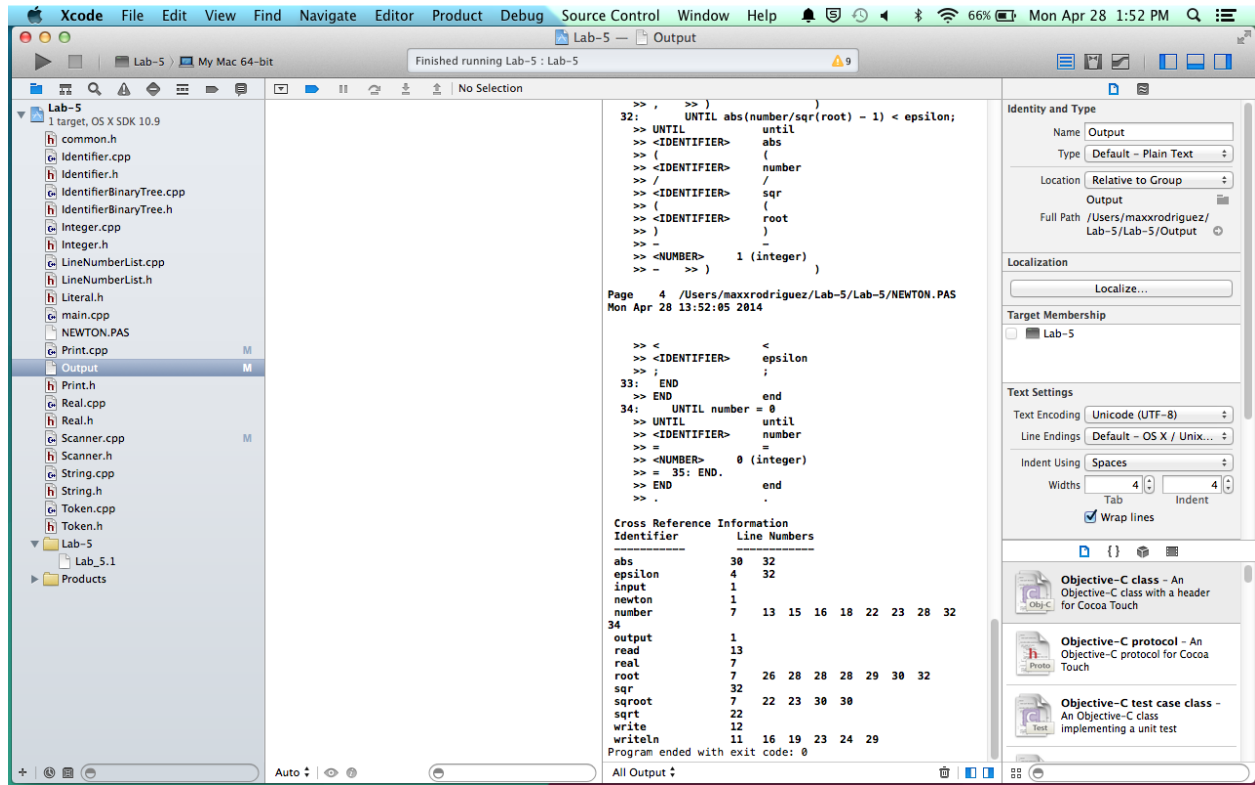 Xcode File Edit View Find Navigate Editor Product Debug Source Control Window Help 66% Mon Apr 28 1:52 PM
Lab-5 — Output
Lab-5 My Mac 64-bit
Finished running Lab-5 : Lab-5
9
No Selection
Lab-5
1 target, OS X SDK 10.9
common.h
Identifier.cpp
Identifier.h
IdentifierBinaryTree.cpp
IdentifierBinaryTree.h
Integer.cpp
Integer.h
LineNumberList.cpp
LineNumberList.h
Literal.h
main.cpp
NEWTON.PAS
Print.cpp M
Output M
Print.h
Real.cpp
Real.h
Scanner.cpp M
Scanner.h
String.cpp
String.h
Token.cpp
Token.h
Lab-5
Lab_5.1
Products
>> , >> ) )
32: UNTIL abs(number/sqr(root) - 1) < epsilon;
>> UNTIL until
>> <IDENTIFIER> abs
>> ( (
>> <IDENTIFIER> number
>> / /
>> <IDENTIFIER> sqr
>> ( (
>> <IDENTIFIER> root
>> ) )
>> - -
>> <NUMBER> 1 (integer)
>> - >> ) )
Page 4 /Users/maxxrodriguez/Lab-5/Lab-5/NEWTON.PAS
Mon Apr 28 13:52:05 2014
>> < <
>> <IDENTIFIER> epsilon
>> ; ;
33: END
>> END end
34: UNTIL number = 0
>> UNTIL until
>> <IDENTIFIER> number
>> = =
>> <NUMBER> 0 (integer)
>> = 35: END.
>> END end
>> . .
Cross Reference Information
Identifier Line Numbers
----------- ------------
abs 30 32
epsilon 4 32
input 1
newton 1
number 7 13 15 16 18 22 23 28 32
34
output 1
read 13
real 7
root 7 26 28 28 28 29 30 32
sqr 32
sqroot 7 22 23 30 30
sqrt 22
write 12
writeln 11 16 19 23 24 29
Program ended with exit code: 0
Auto
All Output
Identity and Type
Name Output
Type Default - Plain Text
Location Relative to Group
Output
Full Path /Users/maxxrodriguez/
Lab-5/Lab-5/Output
Localization
Localize...
Target Membership
Lab-5
Text Settings
Text Encoding Unicode (UTF-8)
Line Endings Default - OS X / Unix...
Indent Using Spaces
Widths 4 4
Tab Indent
Wrap lines
{ }
Objective-C class - An
Objective-C class with a header
for Cocoa Touch
Obj-C
Objective-C protocol - An
Objective-C protocol for Cocoa
Touch
Proto
Objective-C test case class -
An Objective-C class
implementing a unit test
Test